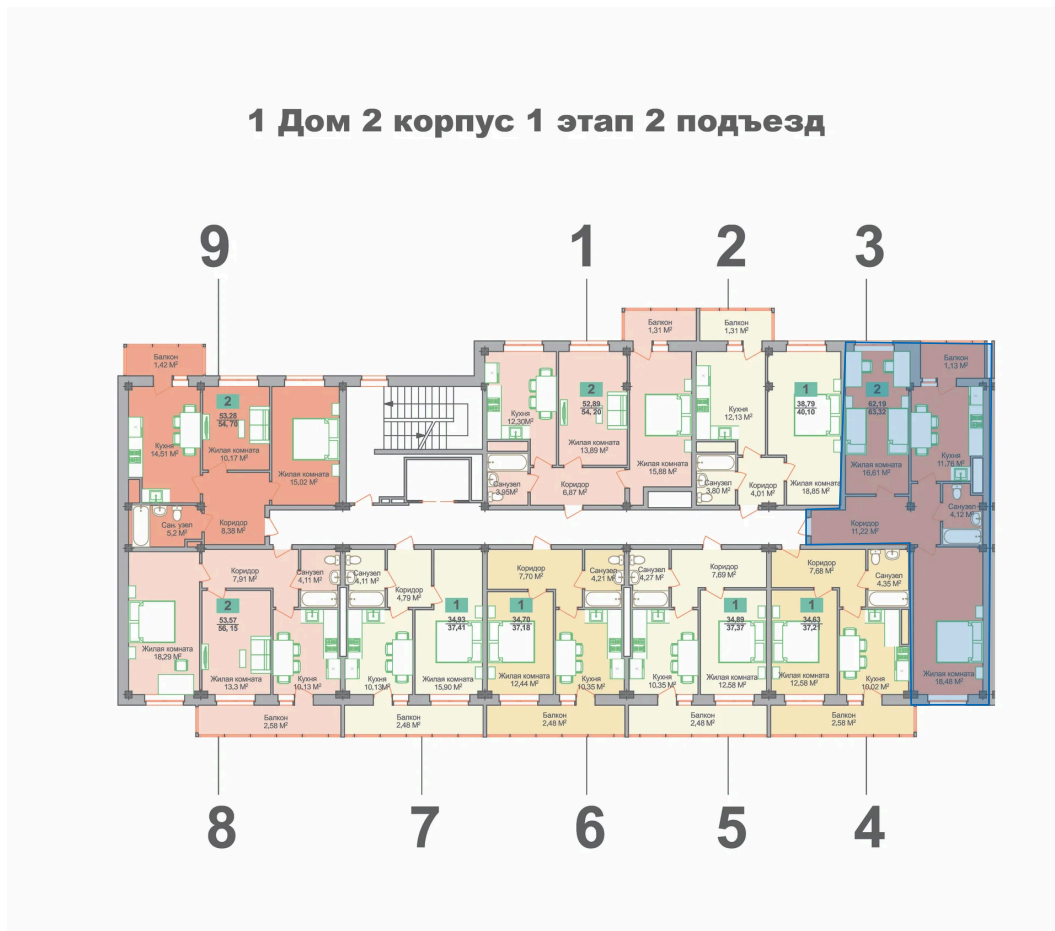 1 Дом 2 корпус 1 этап 2 подъезд
9
1
2
3
Балкон
1,42 М²
2
53,28
54,70
Кухня
14,51 М²
Жилая комната
10,17 М²
Жилая комната
15,02 М²
Сан. узел
5,2 М²
Коридор
8,38 М²
Балкон
1,31 М²
2
52,89
54,20
Кухня
12,30М²
Жилая комната
13,89 М²
Жилая комната
15,88 М²
Санузел
3,95М²
Коридор
6,87 М²
Балкон
1,31 М²
1
38,79
40,10
Кухня
12,13 М²
Санузел
3,80 М²
Коридор
4,01 М²
Жилая комната
18,85 М²
Балкон
1,13 М²
2
62,19
63,32
Жилая комната
16,61 М²
Кухня
11,76 М²
Санузел
4,12 М²
Коридор
11,22 М²
Жилая комната
18,48 М²
Коридор
7,91 М²
Санузел
4,11 М²
2
53,57
56,15
Жилая комната
18,29 М²
Жилая комната
13,3 М²
Кухня
10,13 М²
Балкон
2,58 М²
Санузел
4,11 М²
Коридор
4,79 М²
1
34,93
37,41
Кухня
10,13М²
Жилая комната
15,90 М²
Балкон
2,48 М²
Коридор
7,70 М²
Санузел
4,21 М²
1
34,70
37,18
Жилая комната
12,44 М²
Кухня
10,35 М²
Балкон
2,48 М²
Санузел
4,27 М²
Коридор
7,69 М²
1
34,89
37,37
Кухня
10,35 М²
Жилая комната
12,58 М²
Балкон
2,48 М²
Коридор
7,68 М²
Санузел
4,35 М²
1
34,63
37,21
Жилая комната
12,58 М²
Кухня
10,02 М²
Балкон
2,58 М²
8
7
6
5
4